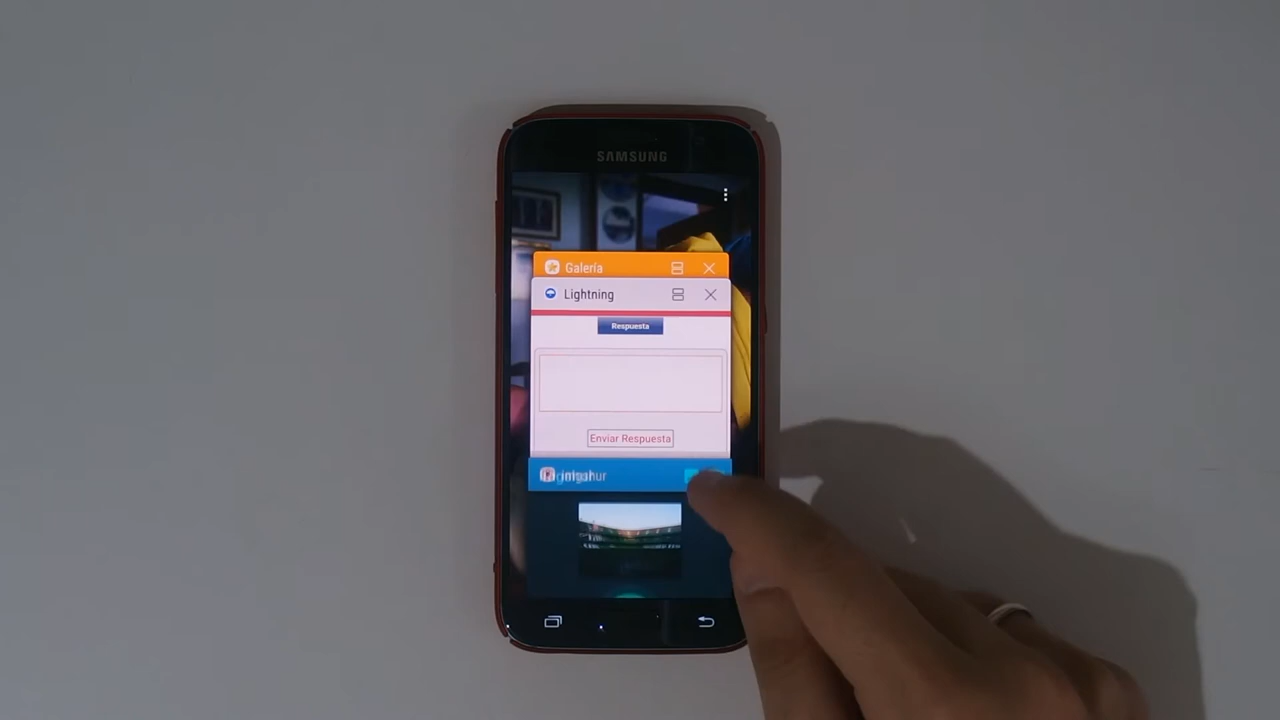 SAMSUNG
Galería
Lightning
Respuesta
Enviar Respuesta